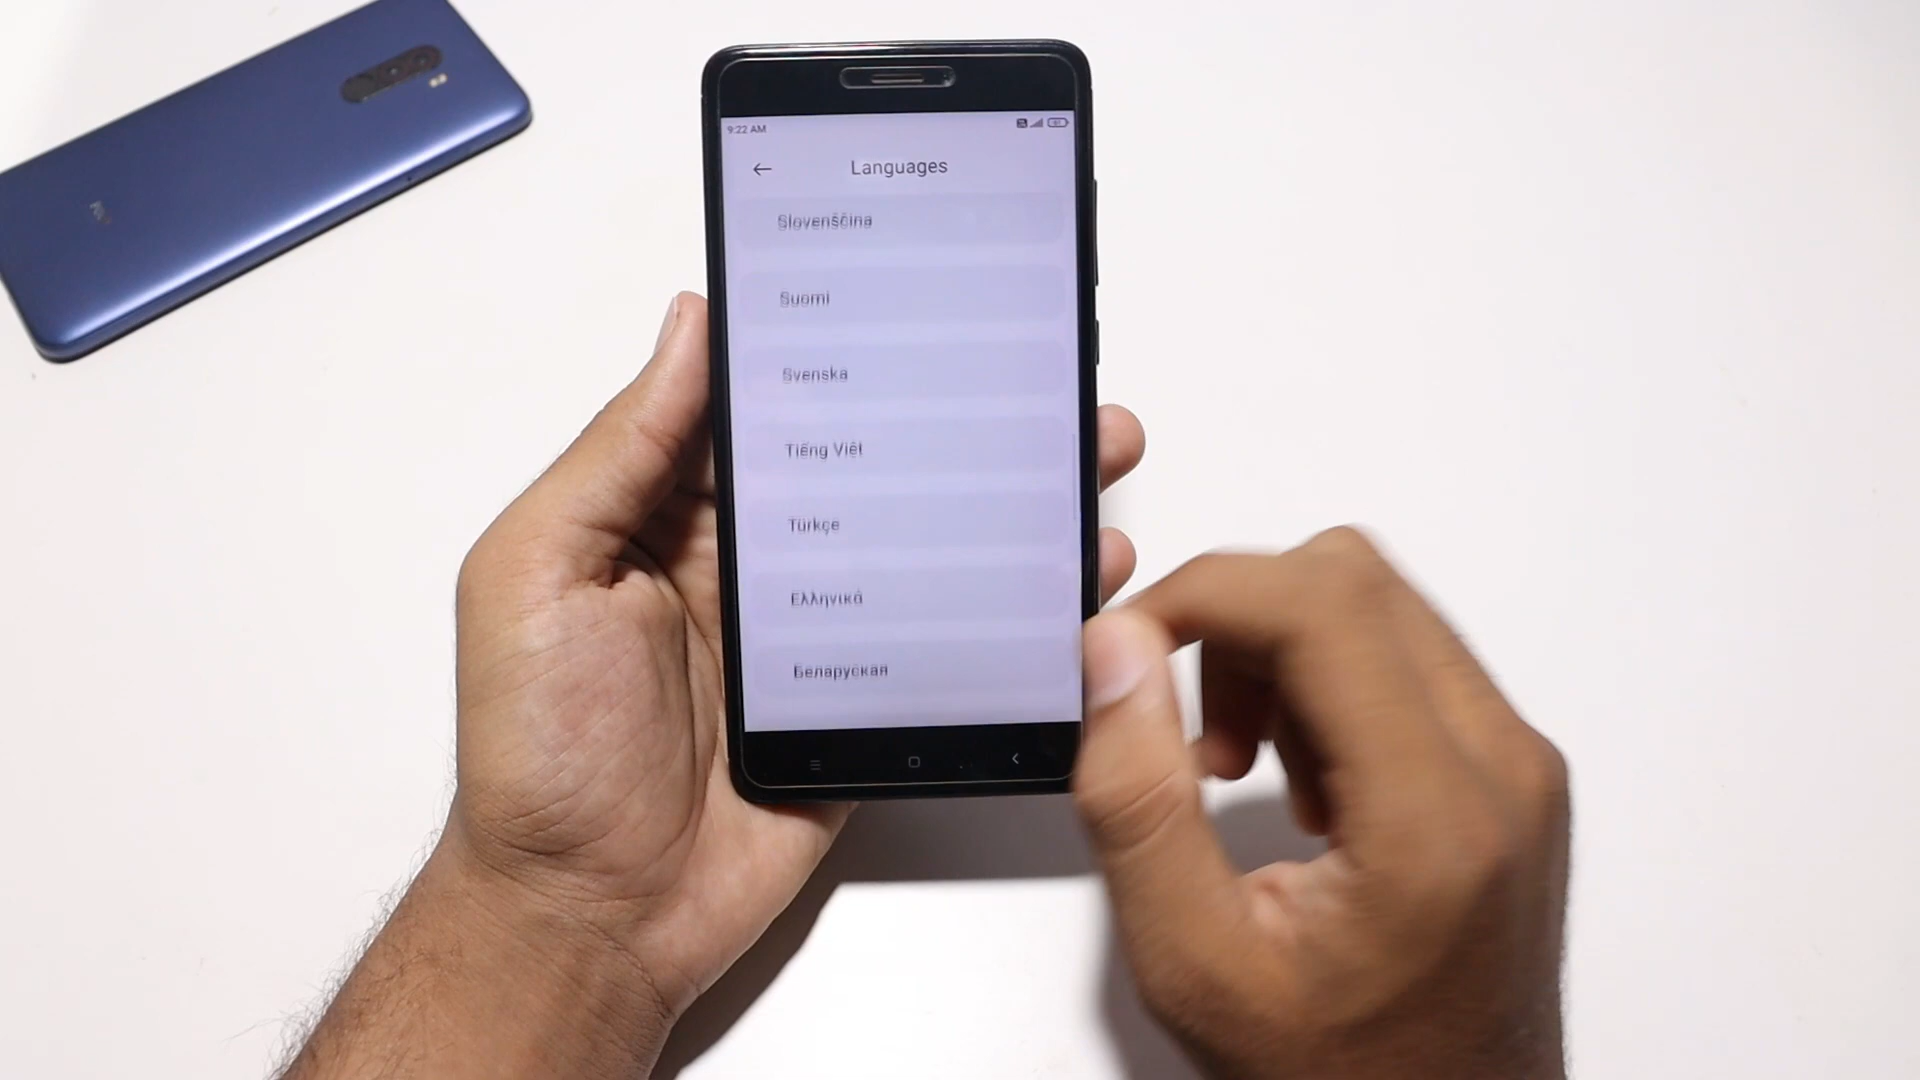 9:22 AM
Languages
Slovenščina
Suomi
Svenska
Tiếng Việt
Türkçe
Ελληνικά
Беларуская